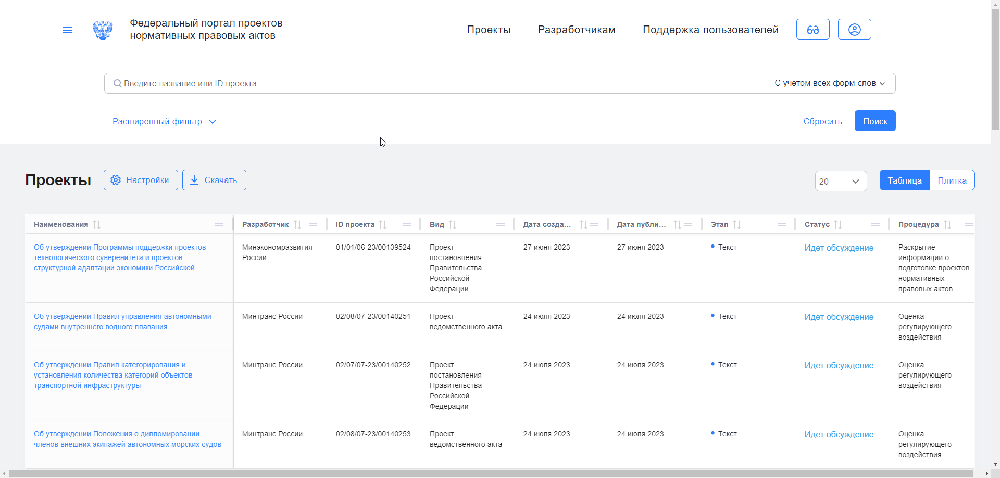 Федеральный портал проектов
нормативных правовых актов
Проекты
Разработчикам
Поддержка пользователей
Введите название или ID проекта
С учетом всех форм слов
Расширенный фильтр
Сбросить
Поиск
Проекты
Настройки
Скачать
20
Таблица
Плитка
Наименования
Разработчик
ID проекта
Вид
Дата созда...
Дата публи...
Этап
Статус
Процедура
Об утверждении Программы поддержки проектов
технологического суверенитета и проектов
структурной адаптации экономики Российской...
Минэкономразвития
России
01/01/06-23/00139524
Проект
постановления
Правительства
Российской
Федерации
27 июня 2023
27 июня 2023
Текст
Идет обсуждение
Раскрытие
информации о
подготовке проектов
нормативных
правовых актов
Об утверждении Правил управления автономными
судами внутреннего водного плавания
Минтранс России
02/08/07-23/00140251
Проект
ведомственного акта
24 июля 2023
24 июля 2023
Текст
Идет обсуждение
Оценка
регулирующего
воздействия
Об утверждении Правил категорирования и
установления количества категорий объектов
транспортной инфраструктуры
Минтранс России
02/07/07-23/00140252
Проект
постановления
Правительства
Российской
Федерации
24 июля 2023
24 июля 2023
Текст
Идет обсуждение
Оценка
регулирующего
воздействия
Об утверждении Положения о дипломировании
членов внешних экипажей автономных морских судов
Минтранс России
02/08/07-23/00140253
Проект
ведомственного акта
24 июля 2023
24 июля 2023
Текст
Идет обсуждение
Оценка
регулирующего
воздействия